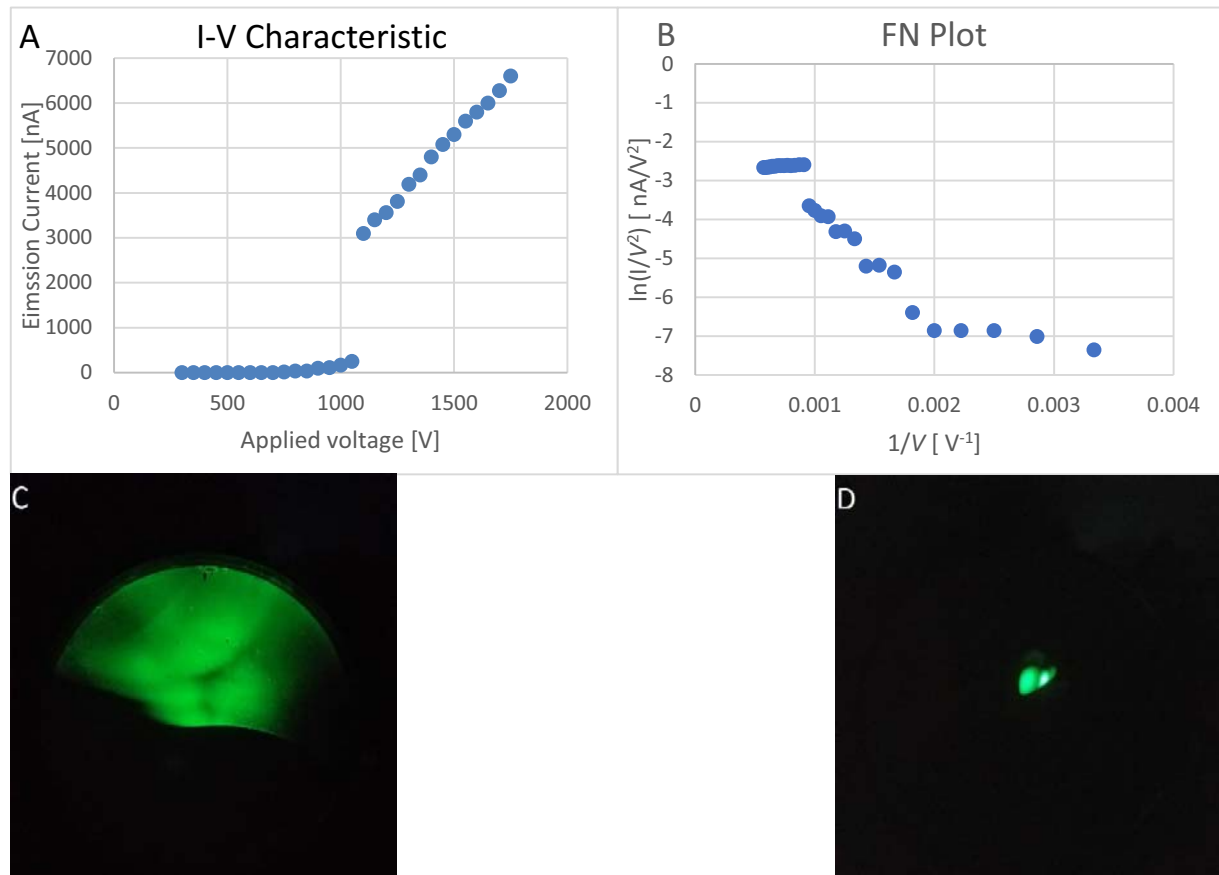 A
I-V Characteristic
7000
6000
5000
4000
3000
2000
1000
0
Eimssion Current [nA]
0 500 1000 1500 2000
Applied voltage [V]
B
FN Plot
0
-1
-2
-3
-4
-5
-6
-7
-8
ln(I/V²) [ nA/V²]
0 0.001 0.002 0.003 0.004
1/V [ V⁻¹]
C
D